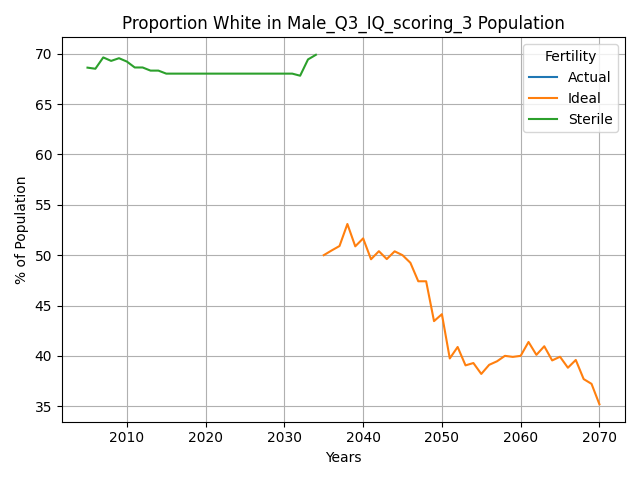 Proportion White in Male_Q3_IQ_scoring_3 Population
% of Population
70
65
60
55
50
45
40
35
Fertility
Actual
Ideal
Sterile
2010 2020 2030 2040 2050 2060 2070
Years